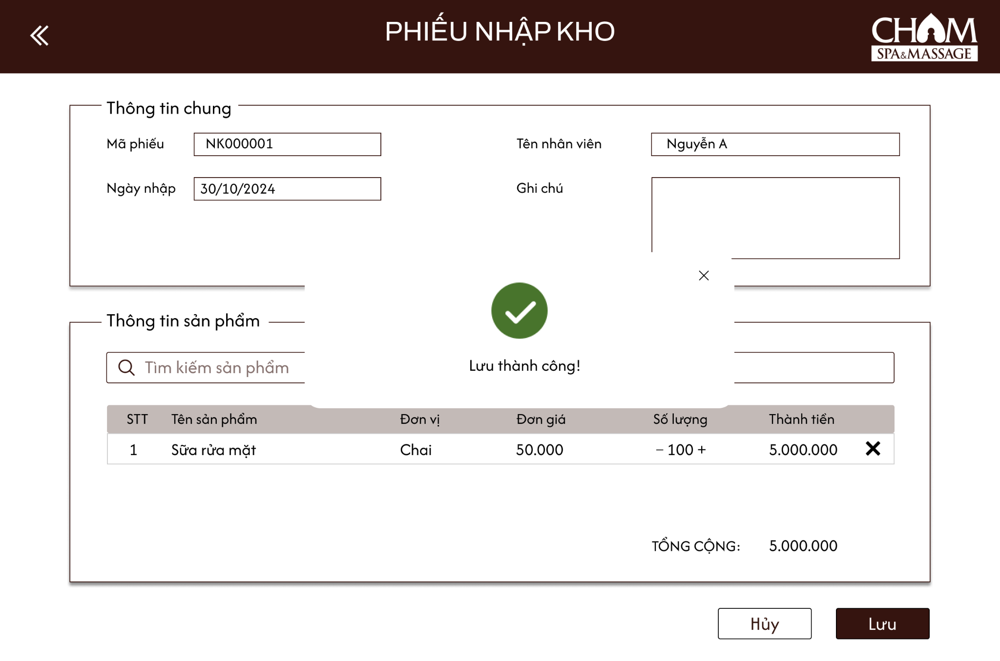 PHIẾU NHẬP KHO
CHAM
SPA&MASSAGE
Thông tin chung
Mã phiếu NK000001 Tên nhân viên Nguyễn A
Ngày nhập 30/10/2024 Ghi chú
Thông tin sản phẩm
Tìm kiếm sản phẩm
Lưu thành công!
STT Tên sản phẩm Đơn vị Đơn giá Số lượng Thành tiền
1 Sữa rửa mặt Chai 50.000 – 100 + 5.000.000
TỔNG CỘNG: 5.000.000
Hủy Lưu